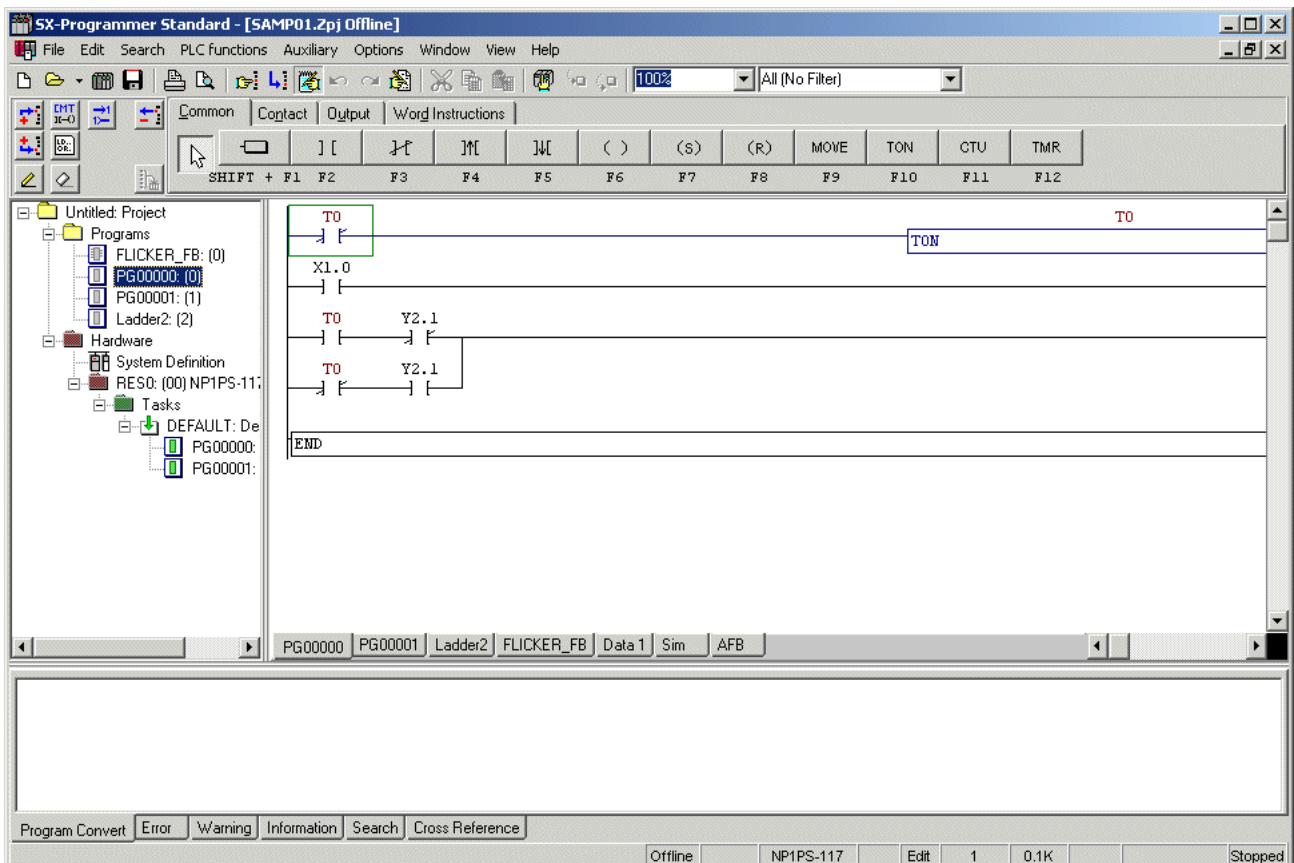 SX-Programmer Standard - [SAMP01.Zpj Offline]
File Edit Search PLC functions Auxiliary Options Window View Help
100% All (No Filter)
Common Contact Output Word Instructions
] [ ]/[ ]↑[ ]↓[ ( ) (S) (R) MOVE TON CTU TMR
SHIFT + F1 F2 F3 F4 F5 F6 F7 F8 F9 F10 F11 F12
Untitled: Project
Programs
FLICKER_FB: (0)
PG00000: (0)
PG00001: (1)
Ladder2: (2)
Hardware
System Definition
RES0: (00) NP1PS-117
Tasks
DEFAULT: De
PG00000:
PG00001:
T0 T0
TON
X1.0
T0 Y2.1
T0 Y2.1
END
PG00000 PG00001 Ladder2 FLICKER_FB Data 1 Sim AFB
Program Convert Error Warning Information Search Cross Reference
Offline NP1PS-117 Edit 1 0.1K Stopped